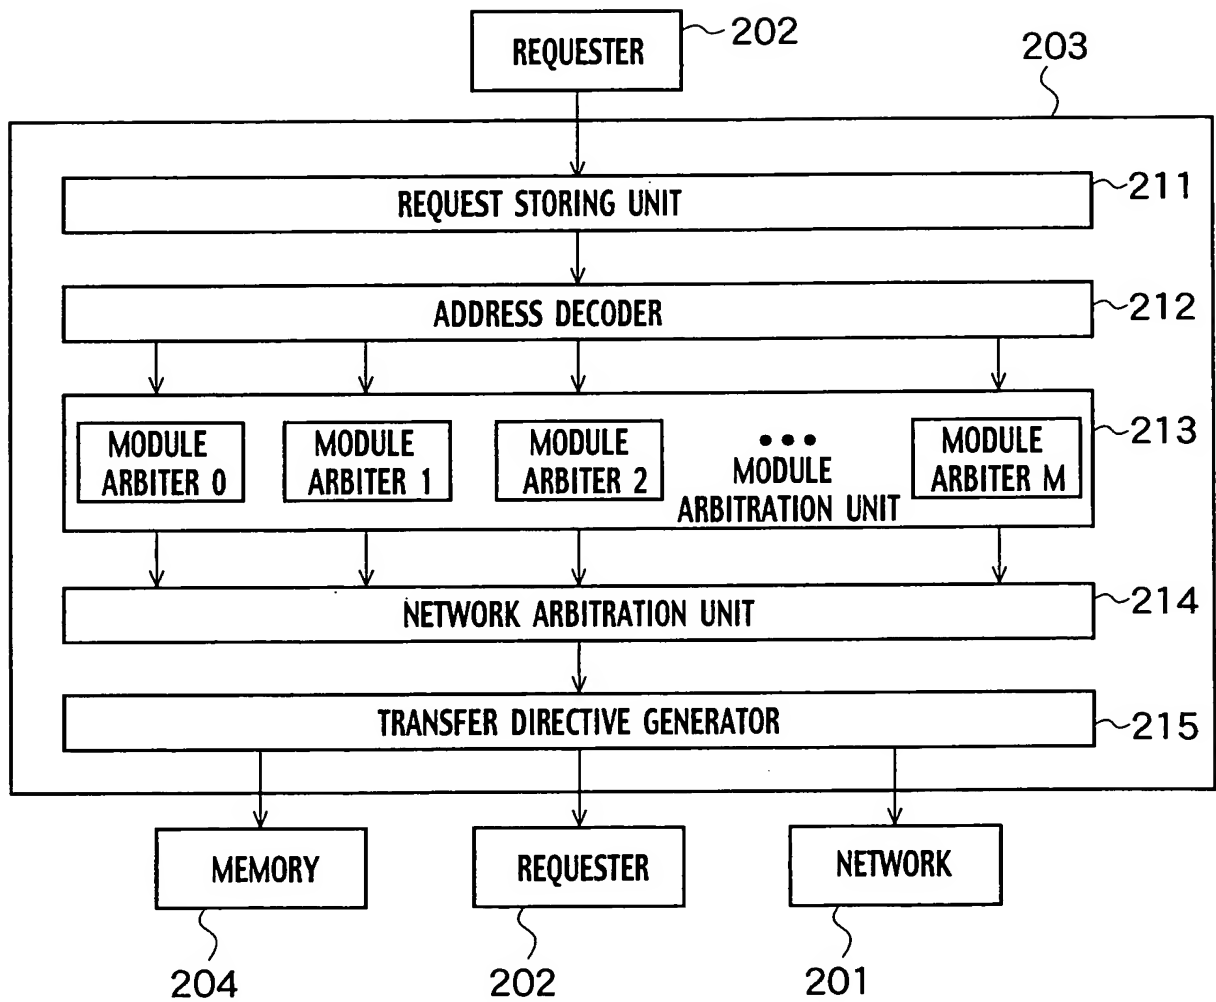 REQUESTER
202
203
REQUEST STORING UNIT
211
ADDRESS DECODER
212
MODULE
ARBITER 0
MODULE
ARBITER 1
MODULE
ARBITER 2
•••
MODULE
ARBITRATION UNIT
MODULE
ARBITER M
213
NETWORK ARBITRATION UNIT
214
TRANSFER DIRECTIVE GENERATOR
215
MEMORY
REQUESTER
NETWORK
204
202
201